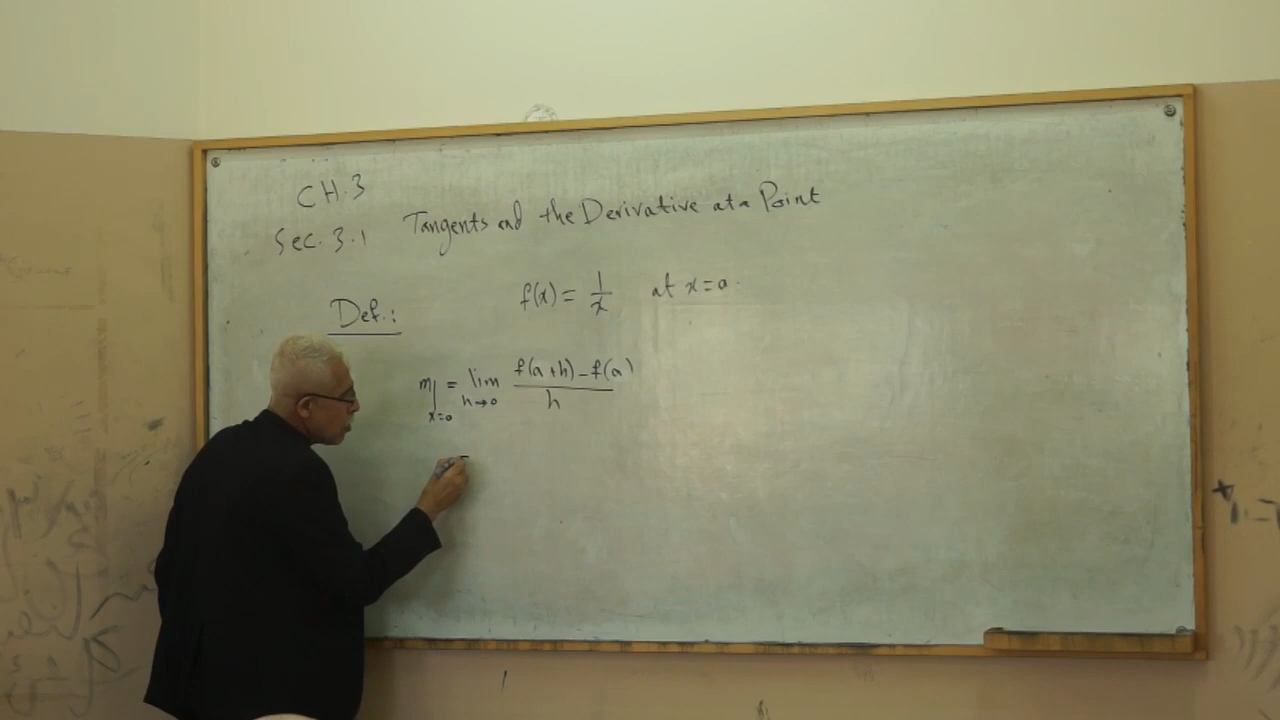 CH.3
Sec. 3.1 Tangents and the Derivative at a Point
Def.: f(x) = 1/x at x=a.
m|x=a = lim h→0 (f(a+h) - f(a))/h
=